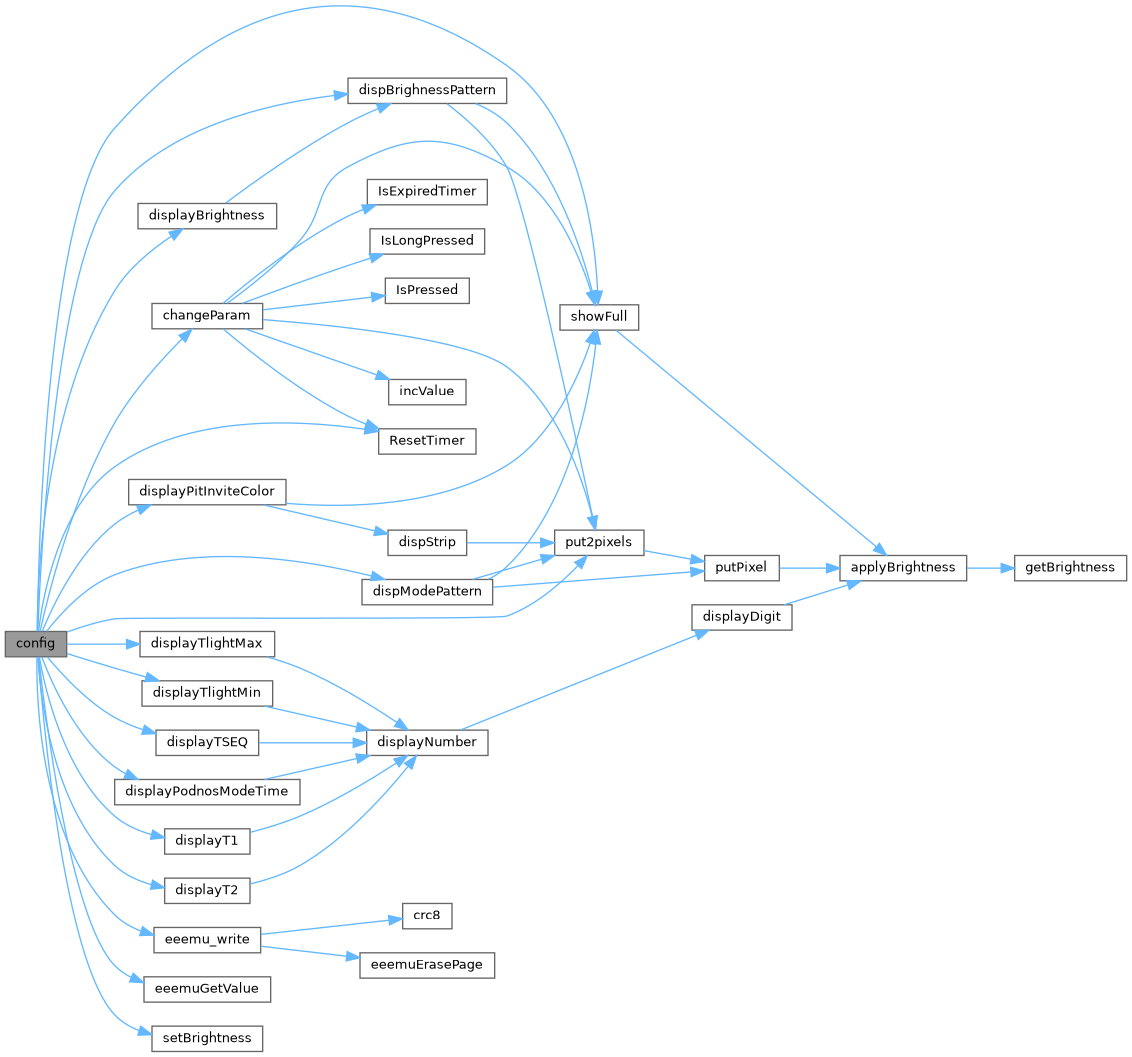 dispBrighnessPattern
IsExpiredTimer
displayBrightness
IsLongPressed
IsPressed
changeParam
showFull
incValue
ResetTimer
displayPitInviteColor
dispStrip
put2pixels
putPixel
applyBrightness
getBrightness
dispModePattern
displayDigit
config
displayTlightMax
displayTlightMin
displayTSEQ
displayNumber
displayPodnosModeTime
displayT1
displayT2
crc8
eeemu_write
eeemuErasePage
eeemuGetValue
setBrightness